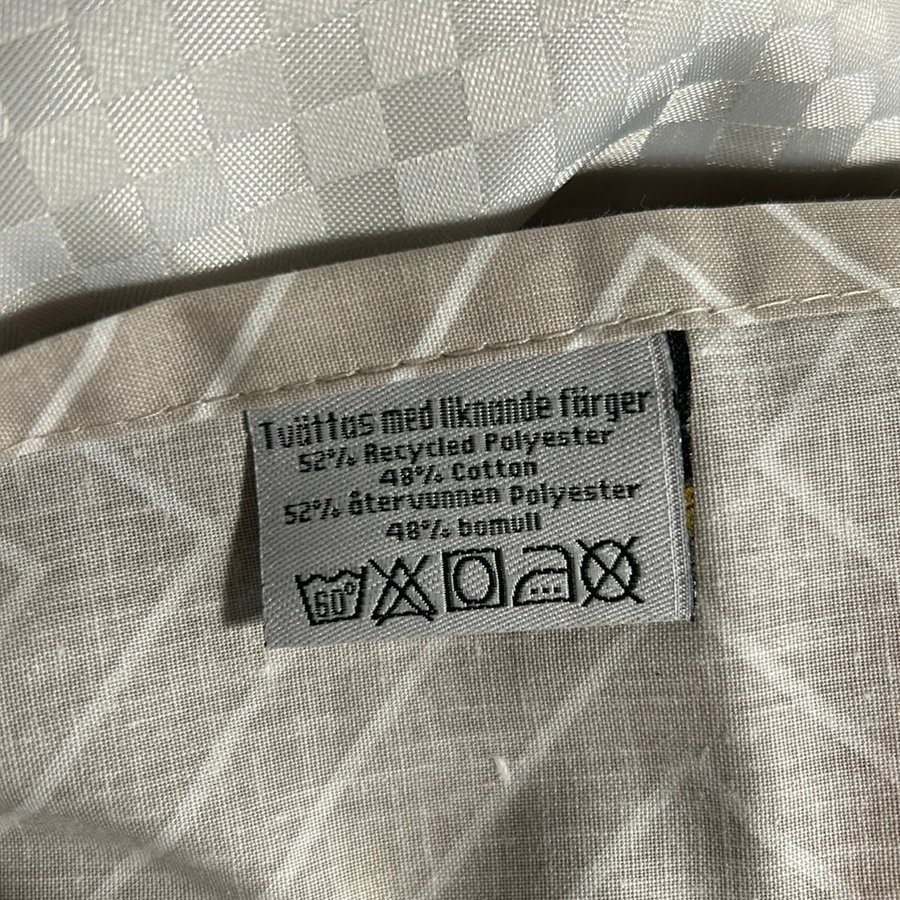 Tvättas med liknande färger
52% Recycled Polyester
48% Cotton
52% återvunnen Polyester
48% bomull
60°